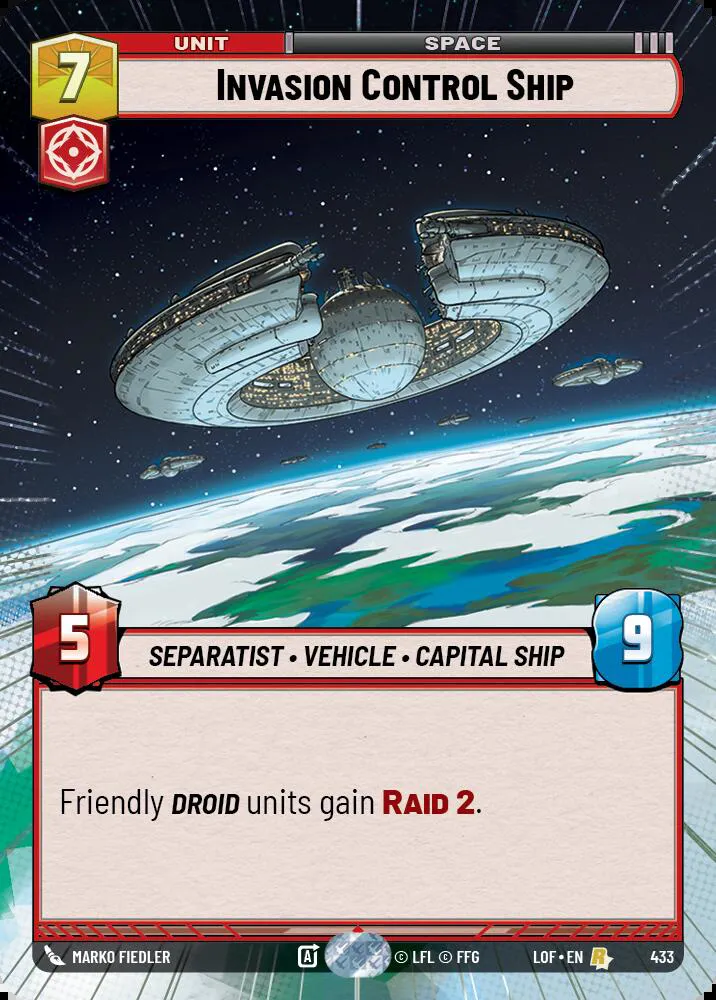 UNIT SPACE
7
INVASION CONTROL SHIP
5
SEPARATIST • VEHICLE • CAPITAL SHIP
9
Friendly DROID units gain RAID 2.
MARKO FIEDLER A © LFL © FFG LOF • EN R 433